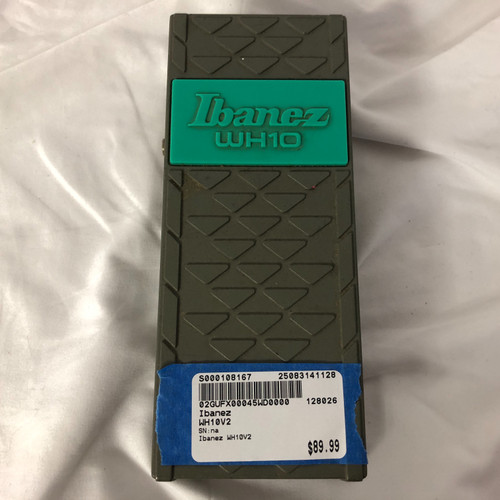 Ibanez
WH10
S000108167 25083141128
02GUFX00045WD0000 128026
Ibanez
WH10V2
SN:na
Ibanez WH10V2
$89.99